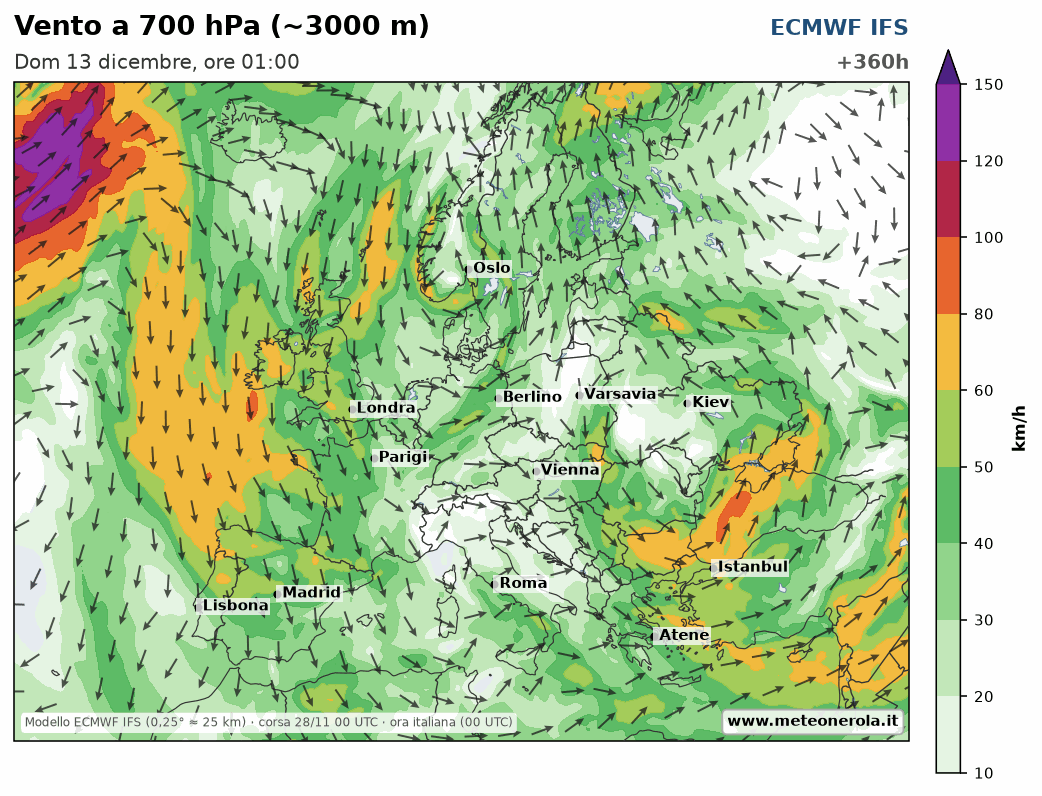 Vento a 700 hPa (~3000 m)
ECMWF IFS
Dom 13 dicembre, ore 01:00
+360h
150
120
100
80
60
50
40
30
20
10
km/h
Oslo
Berlino
Varsavia
Kiev
Londra
Parigi
Vienna
Istanbul
Roma
Madrid
Lisbona
Atene
Modello ECMWF IFS (0,25° ≈ 25 km) · corsa 28/11 00 UTC · ora italiana (00 UTC)
www.meteonerola.it